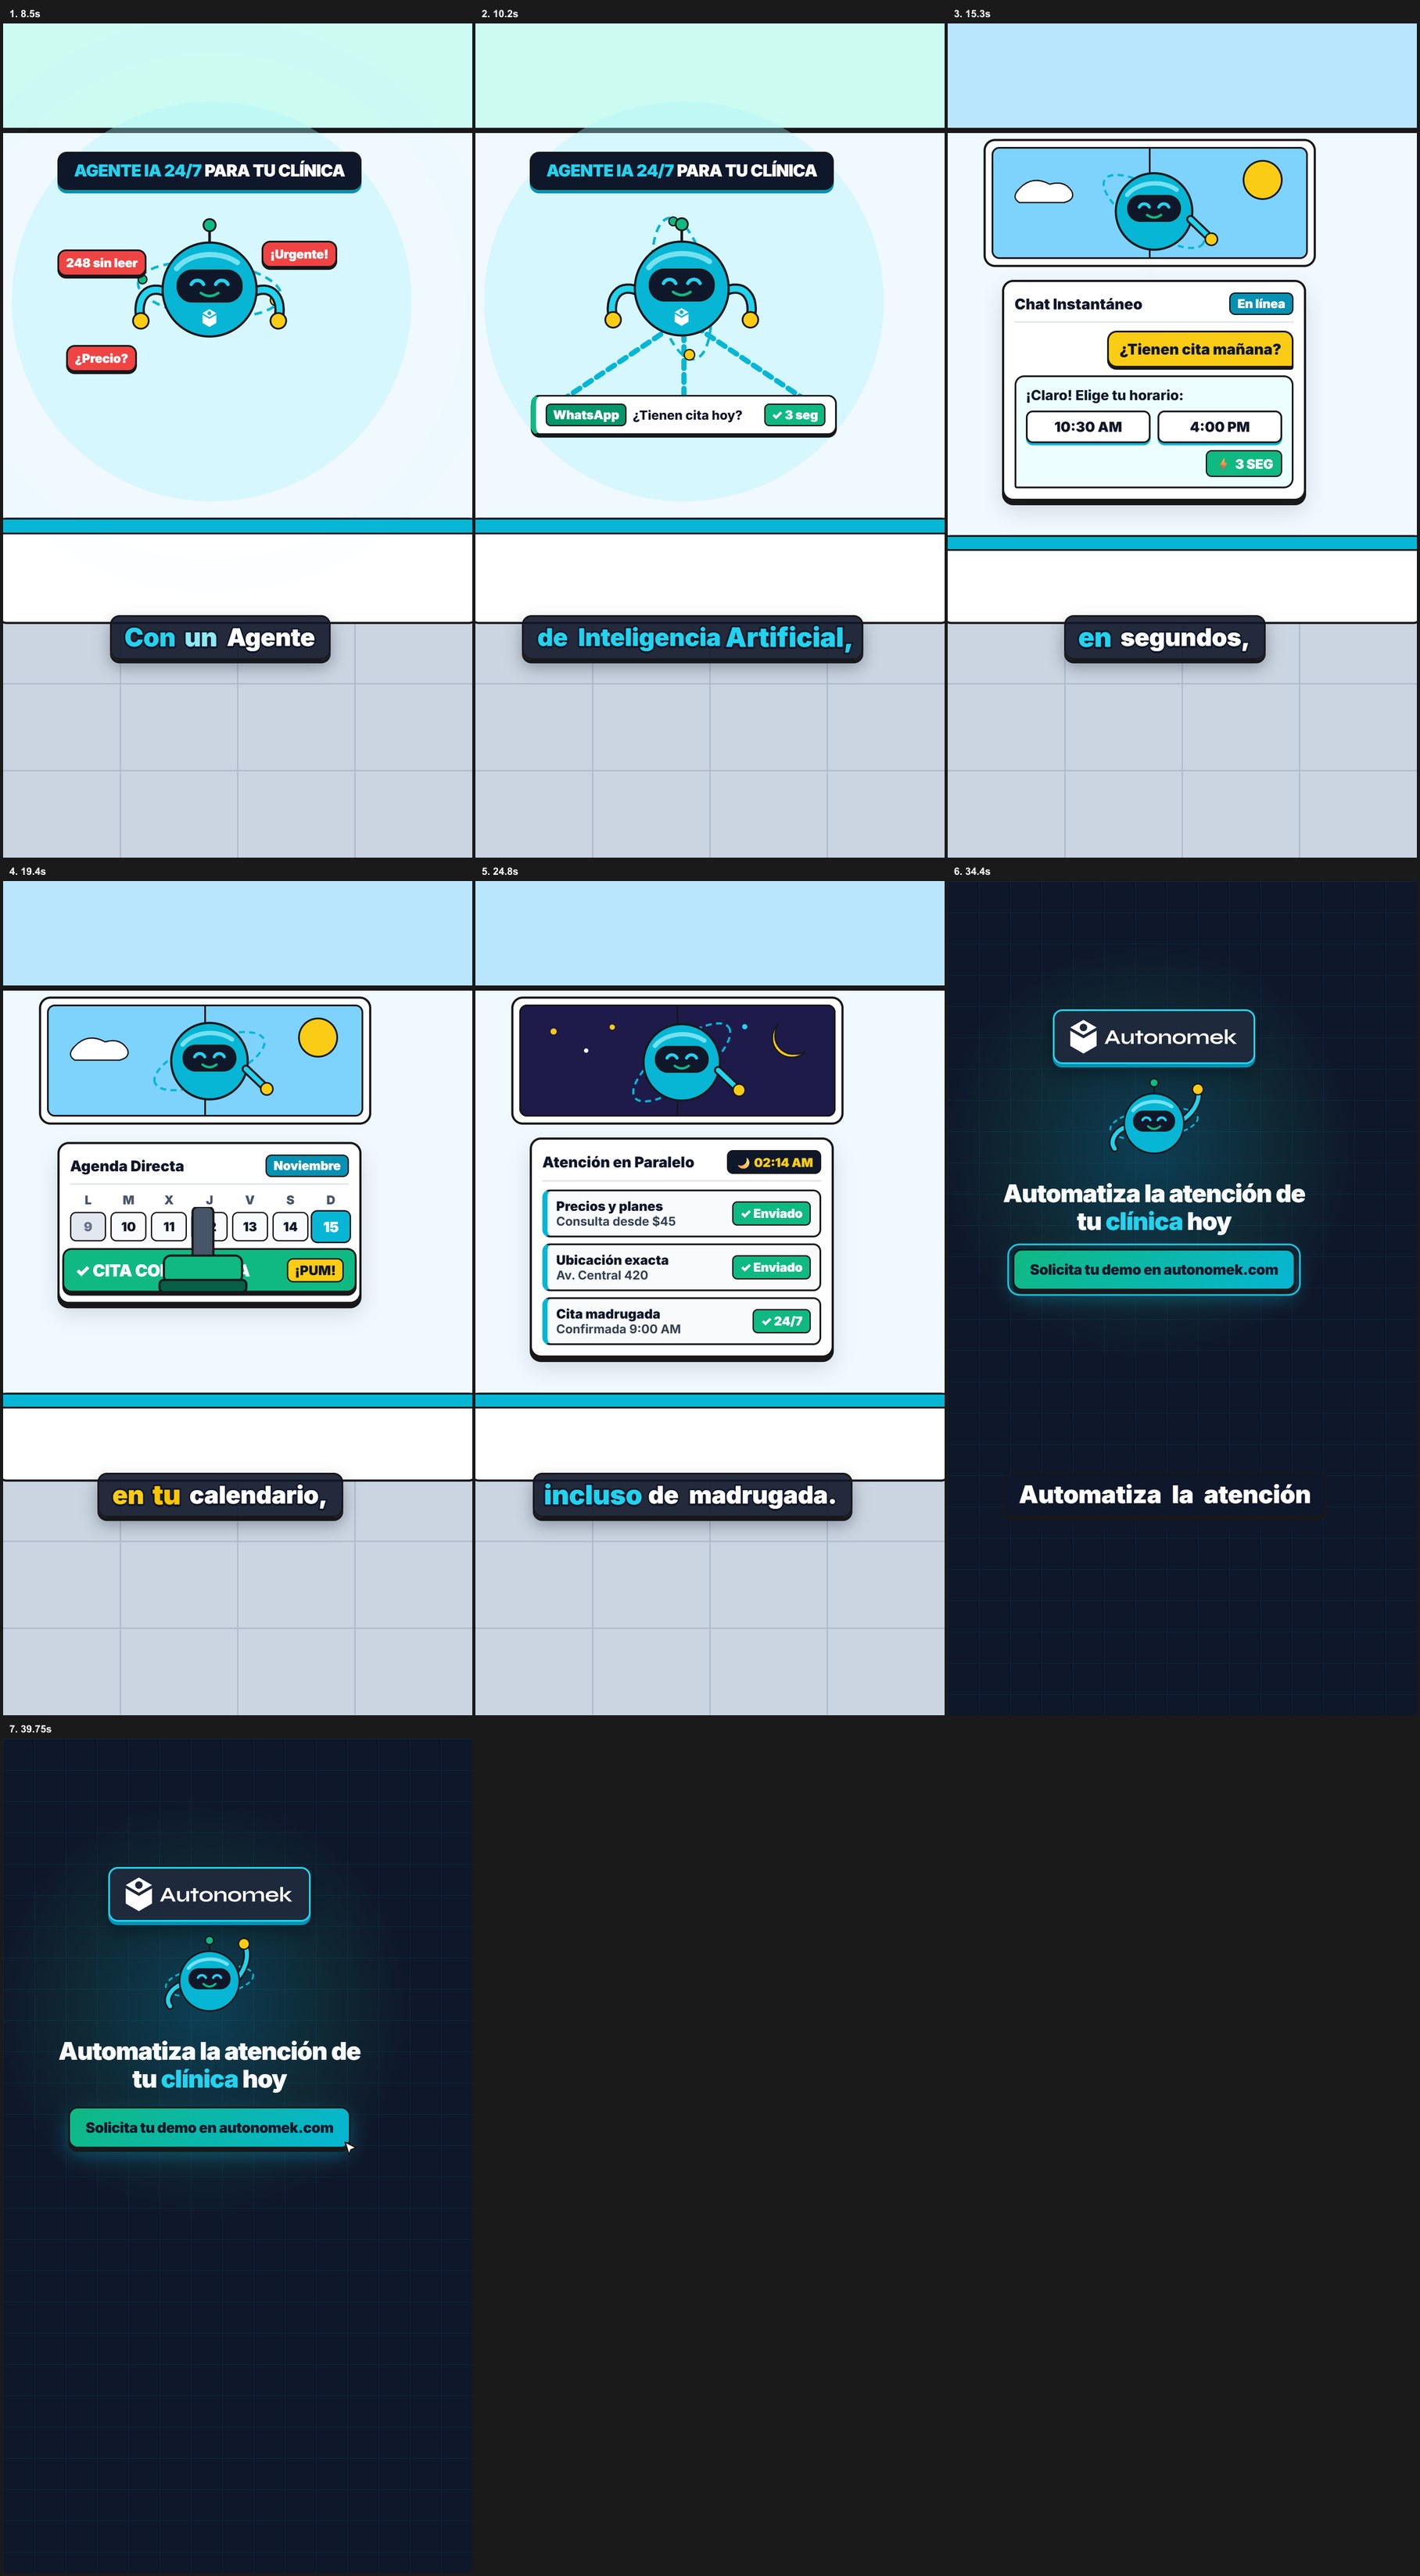 1. 8.5s
AGENTE IA 24/7 PARA TU CLÍNICA
248 sin leer
¡Urgente!
¿Precio?
Con un Agente
2. 10.2s
AGENTE IA 24/7 PARA TU CLÍNICA
WhatsApp ¿Tienen cita hoy? ✓ 3 seg
de Inteligencia Artificial,
3. 15.3s
Chat Instantáneo En línea
¿Tienen cita mañana?
¡Claro! Elige tu horario:
10:30 AM 4:00 PM
⚡ 3 SEG
en segundos,
4. 19.4s
Agenda Directa Noviembre
L M X J V S D
9 10 11 13 14 15
✓ CITA ¡PUM!
en tu calendario,
5. 24.8s
Atención en Paralelo 🌙 02:14 AM
Precios y planes
Consulta desde $45
✓ Enviado
Ubicación exacta
Av. Central 420
✓ Enviado
Cita madrugada
Confirmada 9:00 AM
✓ 24/7
incluso de madrugada.
6. 34.4s
Autonomek
Automatiza la atención de
tu clínica hoy
Solicita tu demo en autonomek.com
Automatiza la atención
7. 39.75s
Autonomek
Automatiza la atención de
tu clínica hoy
Solicita tu demo en autonomek.com